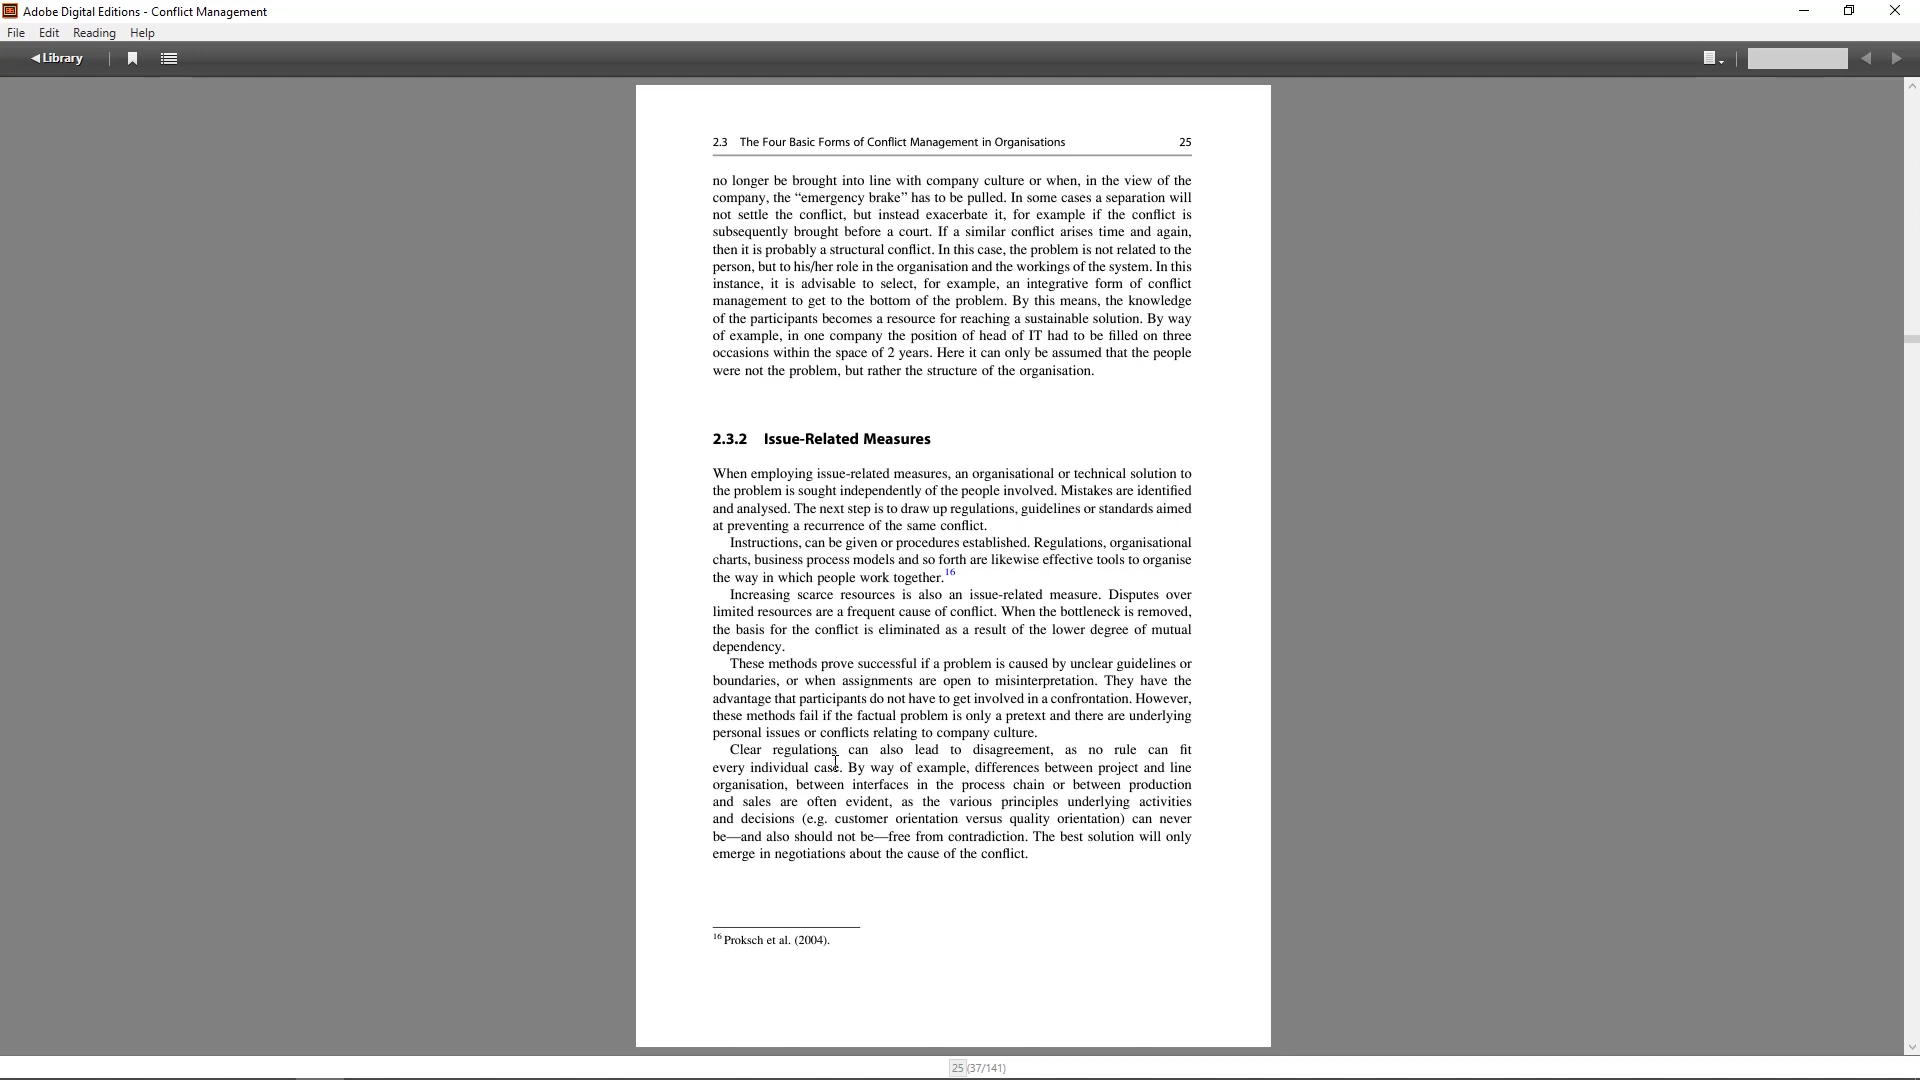 Adobe Digital Editions - Conflict Management
File Edit Reading Help
Library
2.3 The Four Basic Forms of Conflict Management in Organisations 25
no longer be brought into line with company culture or when, in the view of the
company, the “emergency brake” has to be pulled. In some cases a separation will
not settle the conflict, but instead exacerbate it, for example if the conflict is
subsequently brought before a court. If a similar conflict arises time and again,
then it is probably a structural conflict. In this case, the problem is not related to the
person, but to his/her role in the organisation and the workings of the system. In this
instance, it is advisable to select, for example, an integrative form of conflict
management to get to the bottom of the problem. By this means, the knowledge
of the participants becomes a resource for reaching a sustainable solution. By way
of example, in one company the position of head of IT had to be filled on three
occasions within the space of 2 years. Here it can only be assumed that the people
were not the problem, but rather the structure of the organisation.
2.3.2 Issue-Related Measures
When employing issue-related measures, an organisational or technical solution to
the problem is sought independently of the people involved. Mistakes are identified
and analysed. The next step is to draw up regulations, guidelines or standards aimed
at preventing a recurrence of the same conflict.
Instructions, can be given or procedures established. Regulations, organisational
charts, business process models and so forth are likewise effective tools to organise
the way in which people work together.16
Increasing scarce resources is also an issue-related measure. Disputes over
limited resources are a frequent cause of conflict. When the bottleneck is removed,
the basis for the conflict is eliminated as a result of the lower degree of mutual
dependency.
These methods prove successful if a problem is caused by unclear guidelines or
boundaries, or when assignments are open to misinterpretation. They have the
advantage that participants do not have to get involved in a confrontation. However,
these methods fail if the factual problem is only a pretext and there are underlying
personal issues or conflicts relating to company culture.
Clear regulations can also lead to disagreement, as no rule can fit
every individual case. By way of example, differences between project and line
organisation, between interfaces in the process chain or between production
and sales are often evident, as the various principles underlying activities
and decisions (e.g. customer orientation versus quality orientation) can never
be—and also should not be—free from contradiction. The best solution will only
emerge in negotiations about the cause of the conflict.
16 Proksch et al. (2004).
25 (37/141)